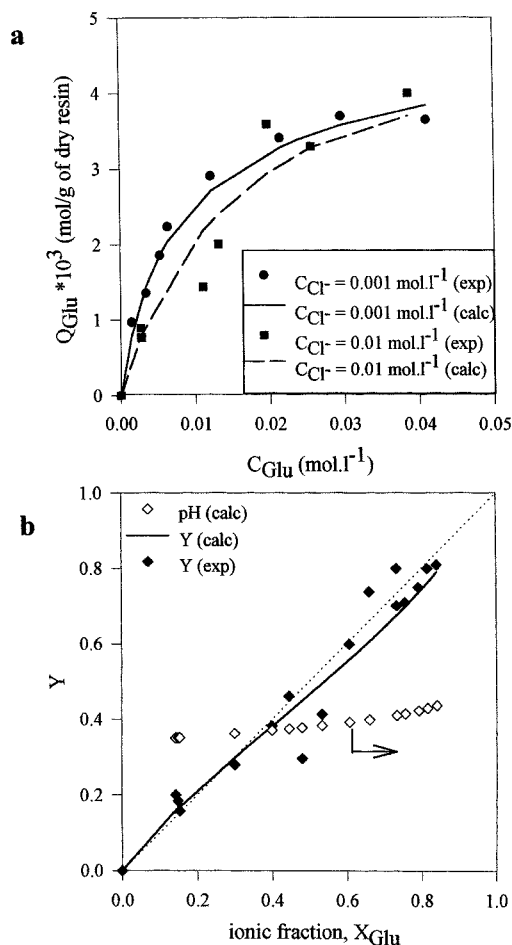 a
5
4
3
2
1
0
Q_Glu *10^3 (mol/g of dry resin)
C_Cl- = 0.001 mol.l^-1 (exp)
C_Cl- = 0.001 mol.l^-1 (calc)
C_Cl- = 0.01 mol.l^-1 (exp)
C_Cl- = 0.01 mol.l^-1 (calc)
0.00 0.01 0.02 0.03 0.04 0.05
C_Glu (mol.l^-1)
b
1.0
0.8
0.6
0.4
0.2
0.0
Y
pH (calc)
Y (calc)
Y (exp)
0.0 0.2 0.4 0.6 0.8 1.0
ionic fraction, X_Glu